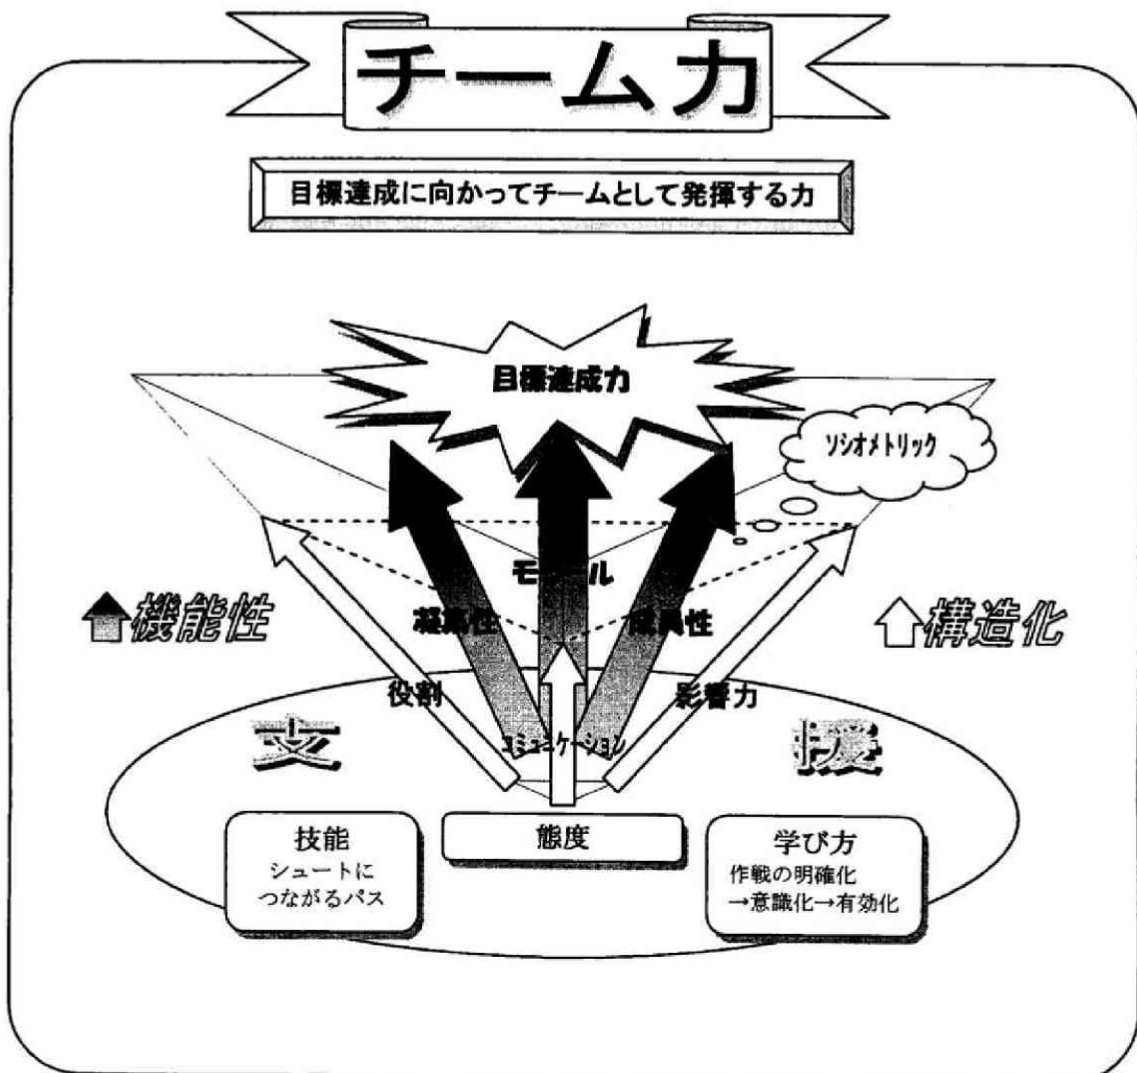 チーム力
目標達成に向かってチームとして発揮する力
目標達成力
ソシオメトリック
モラール
機能性
凝集性
成員性
構造化
役割
影響力
支援
コミュニケーション
技能
シュートに
つながるパス
態度
学び方
作戦の明確化
→意識化→有効化